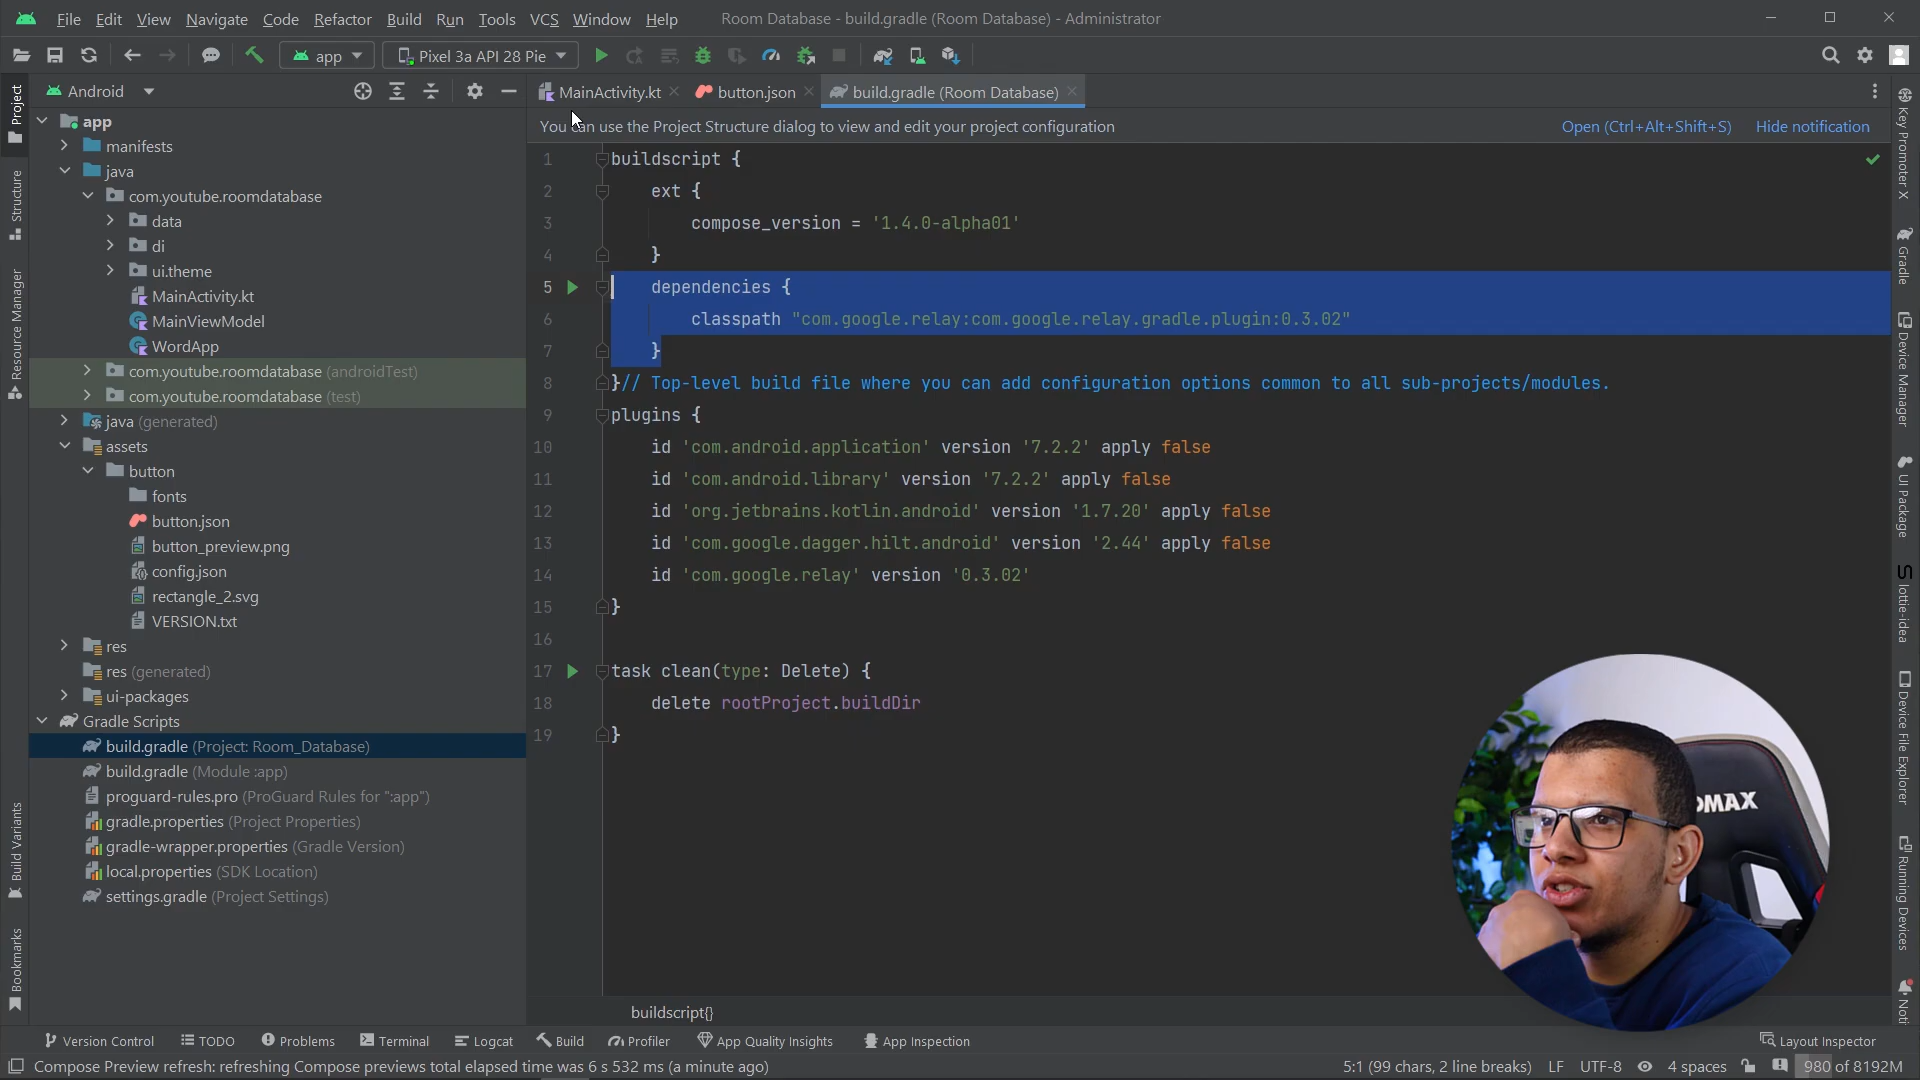 File Edit View Navigate Code Refactor Build Run Tools VCS Window Help Room Database - build.gradle (Room Database) - Administrator
app Pixel 3a API 28 Pie
Android
MainActivity.kt button.json build.gradle (Room Database)
You can use the Project Structure dialog to view and edit your project configuration Open (Ctrl+Alt+Shift+S) Hide notification
Project
Structure
Resource Manager
Build Variants
Bookmarks
app
manifests
java
com.youtube.roomdatabase
data
di
ui.theme
MainActivity.kt
MainViewModel
WordApp
com.youtube.roomdatabase (androidTest)
com.youtube.roomdatabase (test)
java (generated)
assets
button
fonts
button.json
button_preview.png
config.json
rectangle_2.svg
VERSION.txt
res
res (generated)
ui-packages
Gradle Scripts
build.gradle (Project: Room_Database)
build.gradle (Module :app)
proguard-rules.pro (ProGuard Rules for ":app")
gradle.properties (Project Properties)
gradle-wrapper.properties (Gradle Version)
local.properties (SDK Location)
settings.gradle (Project Settings)
1 buildscript {
2 ext {
3 compose_version = '1.4.0-alpha01'
4 }
5 dependencies {
6 classpath "com.google.relay:com.google.relay.gradle.plugin:0.3.02"
7 }
8 }// Top-level build file where you can add configuration options common to all sub-projects/modules.
9 plugins {
10 id 'com.android.application' version '7.2.2' apply false
11 id 'com.android.library' version '7.2.2' apply false
12 id 'org.jetbrains.kotlin.android' version '1.7.20' apply false
13 id 'com.google.dagger.hilt.android' version '2.44' apply false
14 id 'com.google.relay' version '0.3.02'
15 }
16
17 task clean(type: Delete) {
18 delete rootProject.buildDir
19 }
Key Promoter X
Gradle
Device Manager
UI Package
lottie-idea
Device File Explorer
Running Devices
Noti
OMAX
buildscript{}
Version Control TODO Problems Terminal Logcat Build Profiler App Quality Insights App Inspection Layout Inspector
Compose Preview refresh: refreshing Compose previews total elapsed time was 6 s 532 ms (a minute ago) 5:1 (99 chars, 2 line breaks) LF UTF-8 4 spaces 980 of 8192M